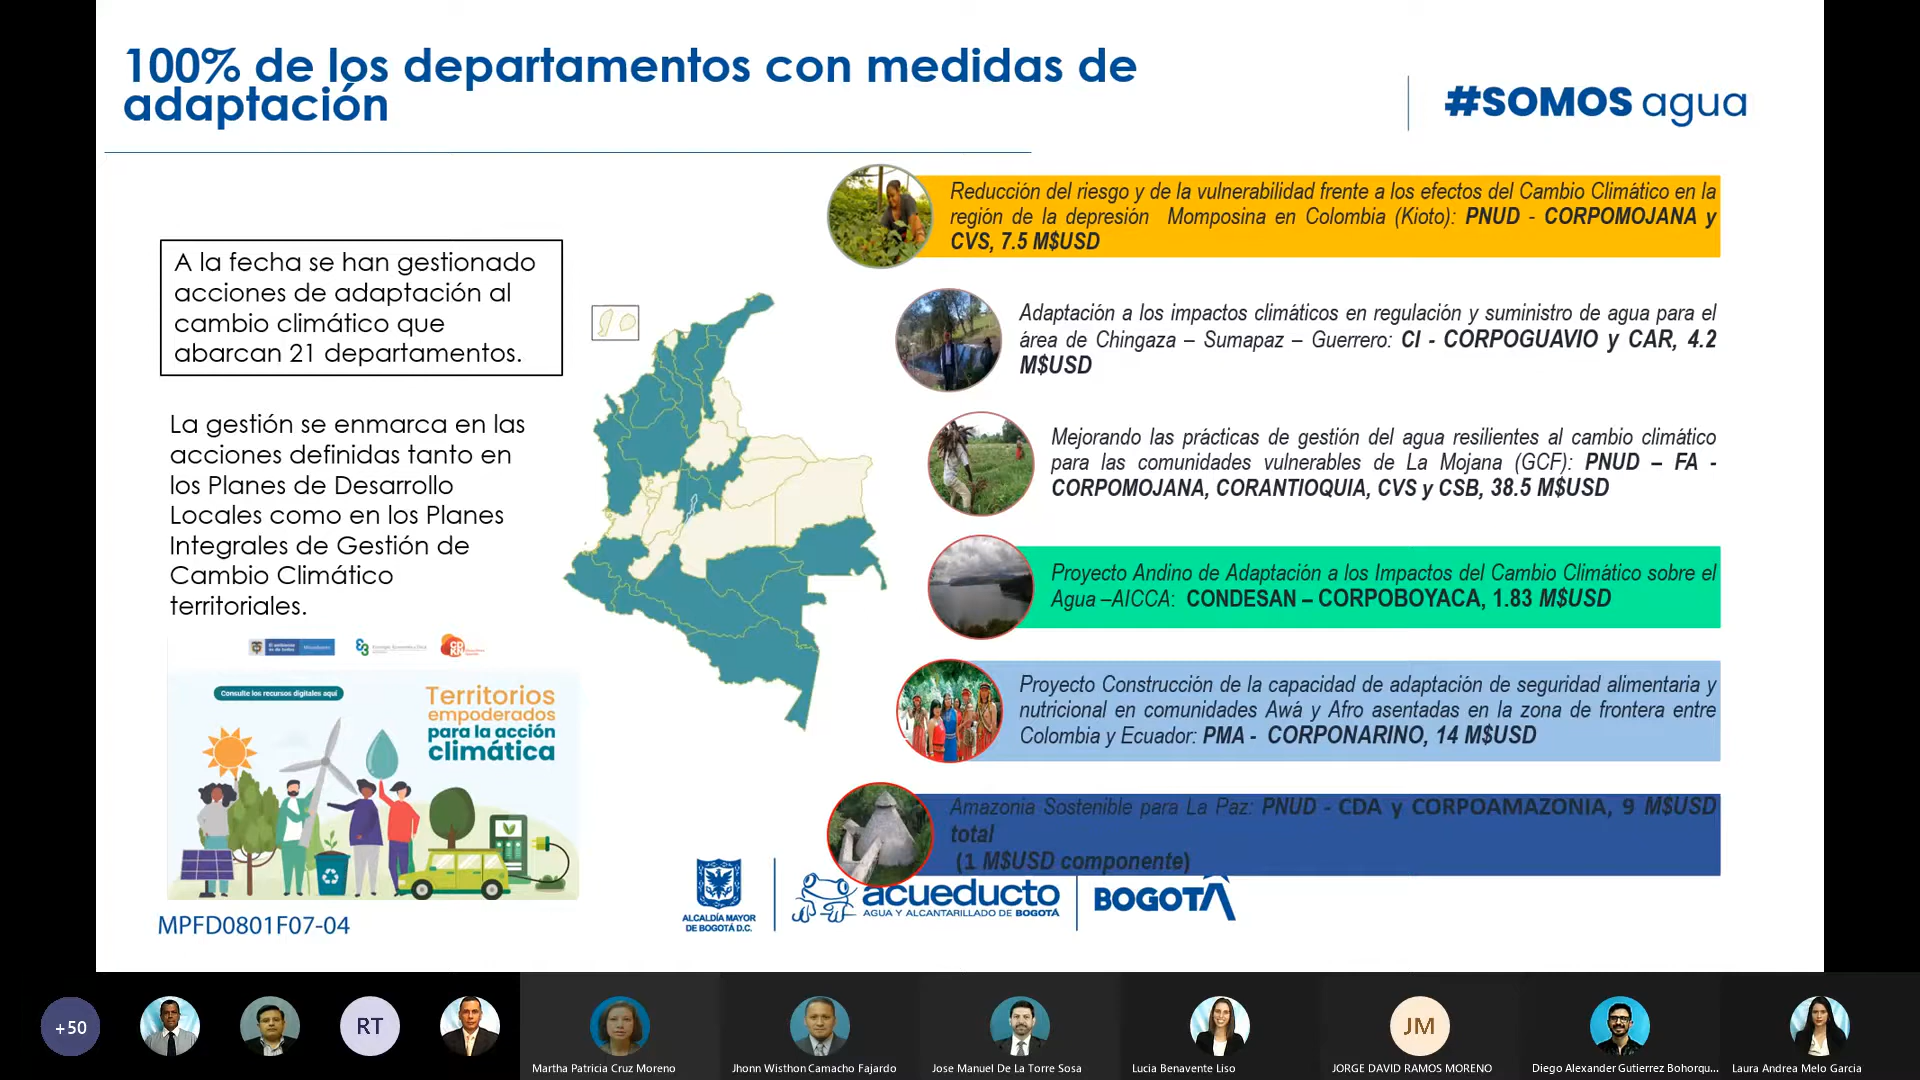 100% de los departamentos con medidas de
adaptación
#SOMOS agua
A la fecha se han gestionado
acciones de adaptación al
cambio climático que
abarcan 21 departamentos.
La gestión se enmarca en las
acciones definidas tanto en
los Planes de Desarrollo
Locales como en los Planes
Integrales de Gestión de
Cambio Climático
territoriales.
Consulte los recursos digitales aquí
Territorios
empoderados
para la acción
climática
MPFD0801F07-04
Reducción del riesgo y de la vulnerabilidad frente a los efectos del Cambio Climático en la
región de la depresión Momposina en Colombia (Kioto): PNUD - CORPOMOJANA y
CVS, 7.5 M$USD
Adaptación a los impactos climáticos en regulación y suministro de agua para el
área de Chingaza – Sumapaz – Guerrero: CI - CORPOGUAVIO y CAR, 4.2
M$USD
Mejorando las prácticas de gestión del agua resilientes al cambio climático
para las comunidades vulnerables de La Mojana (GCF): PNUD – FA -
CORPOMOJANA, CORANTIOQUIA, CVS y CSB, 38.5 M$USD
Proyecto Andino de Adaptación a los Impactos del Cambio Climático sobre el
Agua –AICCA: CONDESAN – CORPOBOYACA, 1.83 M$USD
Proyecto Construcción de la capacidad de adaptación de seguridad alimentaria y
nutricional en comunidades Awá y Afro asentadas en la zona de frontera entre
Colombia y Ecuador: PMA - CORPONARINO, 14 M$USD
Amazonia Sostenible para La Paz: PNUD - CDA y CORPOAMAZONIA, 9 M$USD
total
(1 M$USD componente)
ALCALDÍA MAYOR
DE BOGOTÁ D.C.
acueducto
AGUA Y ALCANTARILLADO DE BOGOTÁ
BOGOTÁ
+50
RT
JM
Martha Patricia Cruz Moreno
Jhonn Wisthon Camacho Fajardo
Jose Manuel De La Torre Sosa
Lucia Benavente Liso
JORGE DAVID RAMOS MORENO
Diego Alexander Gutierrez Bohorqu...
Laura Andrea Melo Garcia